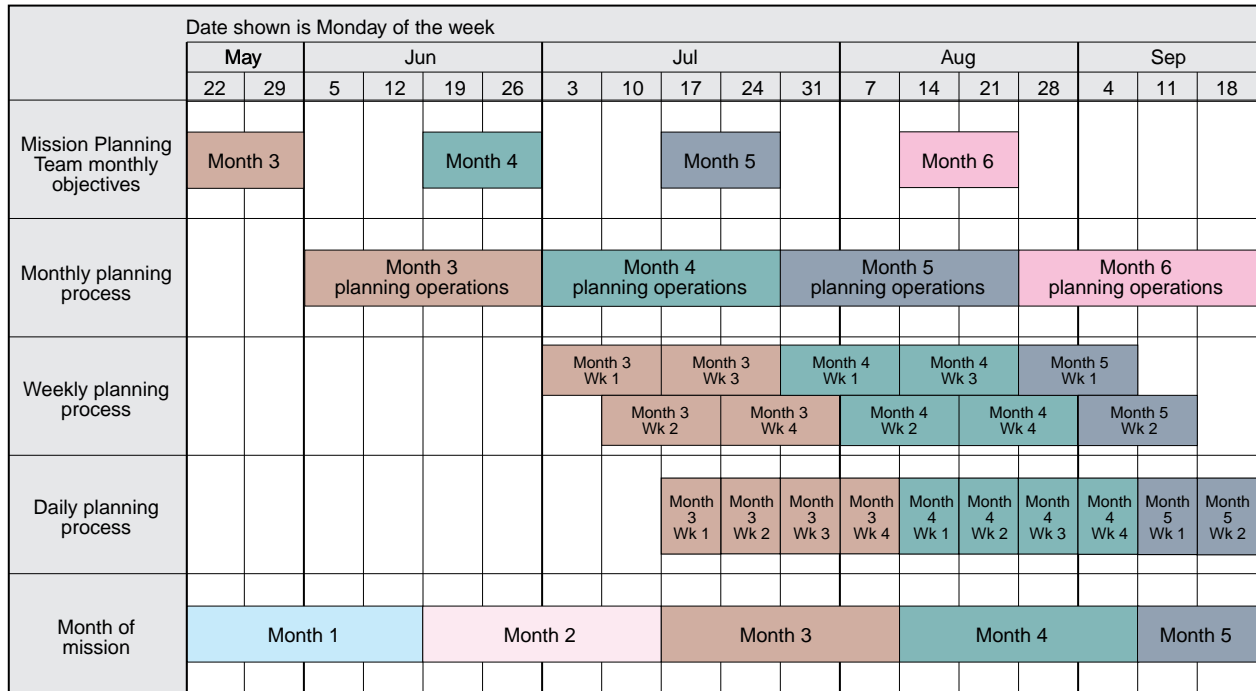 Date shown is Monday of the week
May Jun Jul Aug Sep
22 29 5 12 19 26 3 10 17 24 31 7 14 21 28 4 11 18
Mission Planning
Team monthly
objectives
Month 3 Month 4 Month 5 Month 6
Monthly planning
process
Month 3
planning operations
Month 4
planning operations
Month 5
planning operations
Month 6
planning operations
Weekly planning
process
Month 3
Wk 1
Month 3
Wk 3
Month 4
Wk 1
Month 4
Wk 3
Month 5
Wk 1
Month 3
Wk 2
Month 3
Wk 4
Month 4
Wk 2
Month 4
Wk 4
Month 5
Wk 2
Daily planning
process
Month
3
Wk 1
Month
3
Wk 2
Month
3
Wk 3
Month
3
Wk 4
Month
4
Wk 1
Month
4
Wk 2
Month
4
Wk 3
Month
4
Wk 4
Month
5
Wk 1
Month
5
Wk 2
Month of
mission
Month 1 Month 2 Month 3 Month 4 Month 5